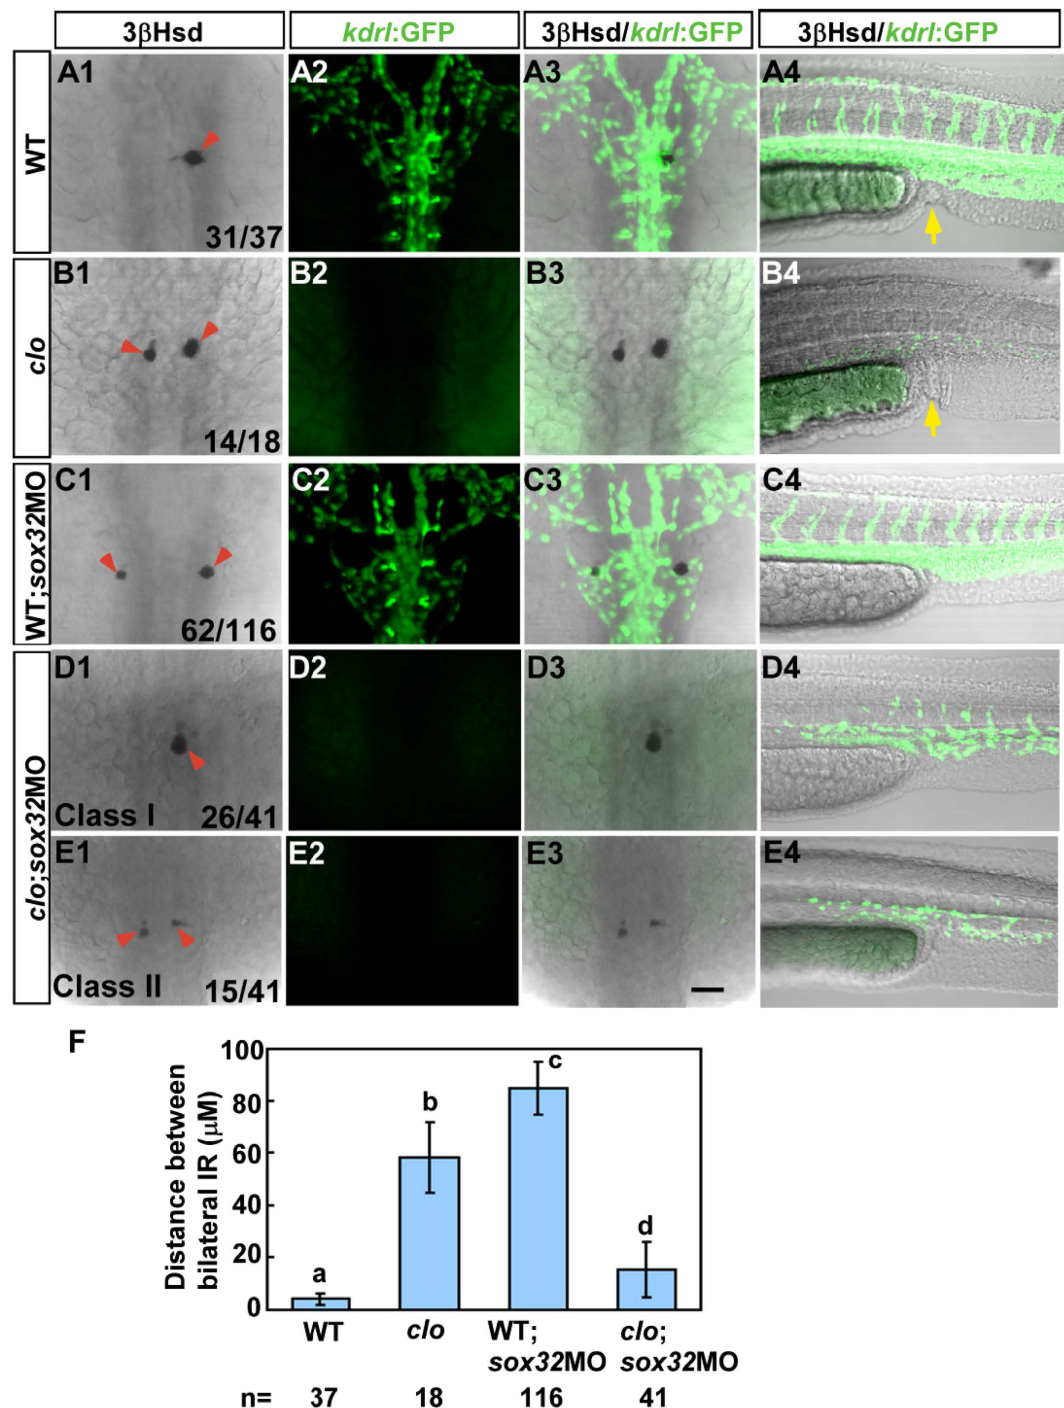 3βHsd
kdrl:GFP
3βHsd/kdrl:GFP
3βHsd/kdrl:GFP
WT
A1
31/37
A2
A3
A4
clo
B1
14/18
B2
B3
B4
WT;sox32MO
C1
62/116
C2
C3
C4
clo;sox32MO
D1
Class I
26/41
D2
D3
D4
E1
Class II
15/41
E2
E3
E4
F
Distance between
bilateral IR (μM)
100
80
60
40
20
0
a
b
c
d
WT
clo
WT;
sox32MO
clo;
sox32MO
n= 37 18 116 41